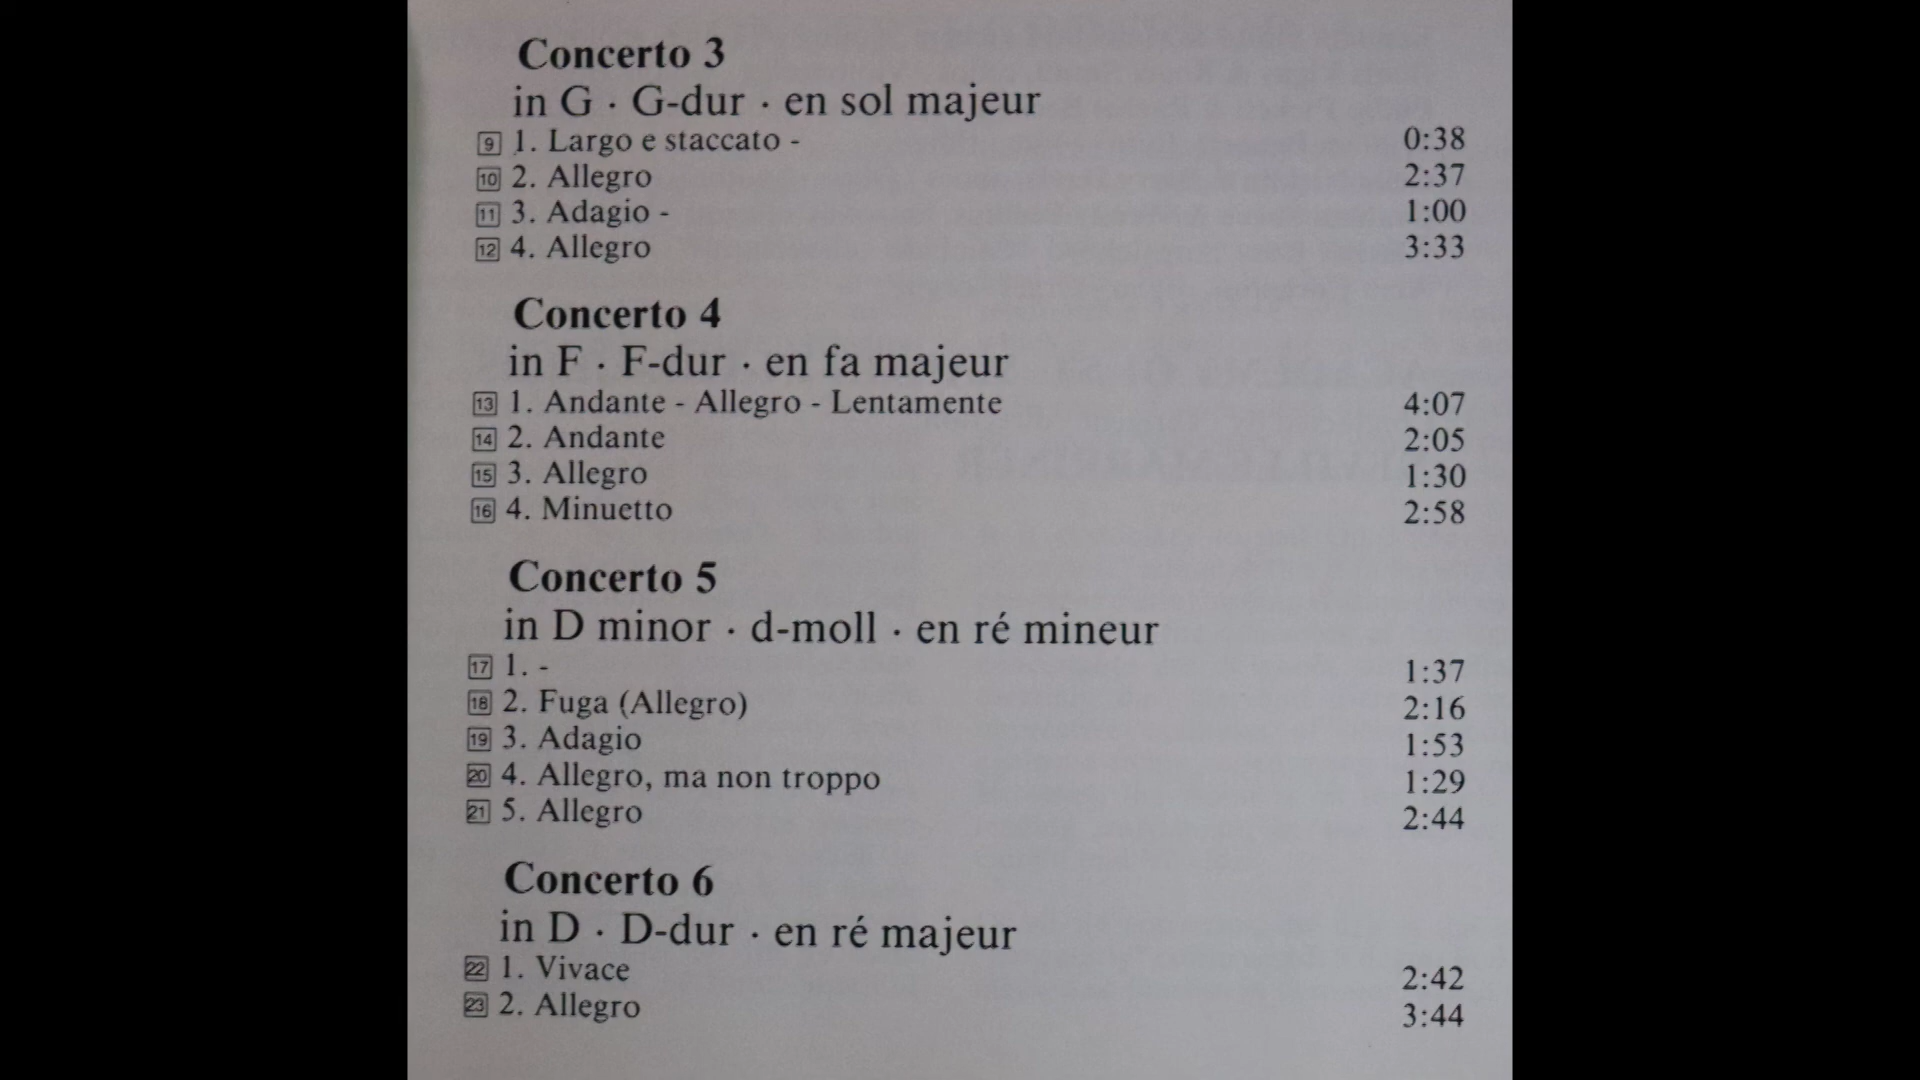 Concerto 3
in G · G-dur · en sol majeur
9 1. Largo e staccato - 0:38
10 2. Allegro 2:37
11 3. Adagio - 1:00
12 4. Allegro 3:33
Concerto 4
in F · F-dur · en fa majeur
13 1. Andante - Allegro - Lentamente 4:07
14 2. Andante 2:05
15 3. Allegro 1:30
16 4. Minuetto 2:58
Concerto 5
in D minor · d-moll · en ré mineur
17 1. - 1:37
18 2. Fuga (Allegro) 2:16
19 3. Adagio 1:53
20 4. Allegro, ma non troppo 1:29
21 5. Allegro 2:44
Concerto 6
in D · D-dur · en ré majeur
22 1. Vivace 2:42
23 2. Allegro 3:44